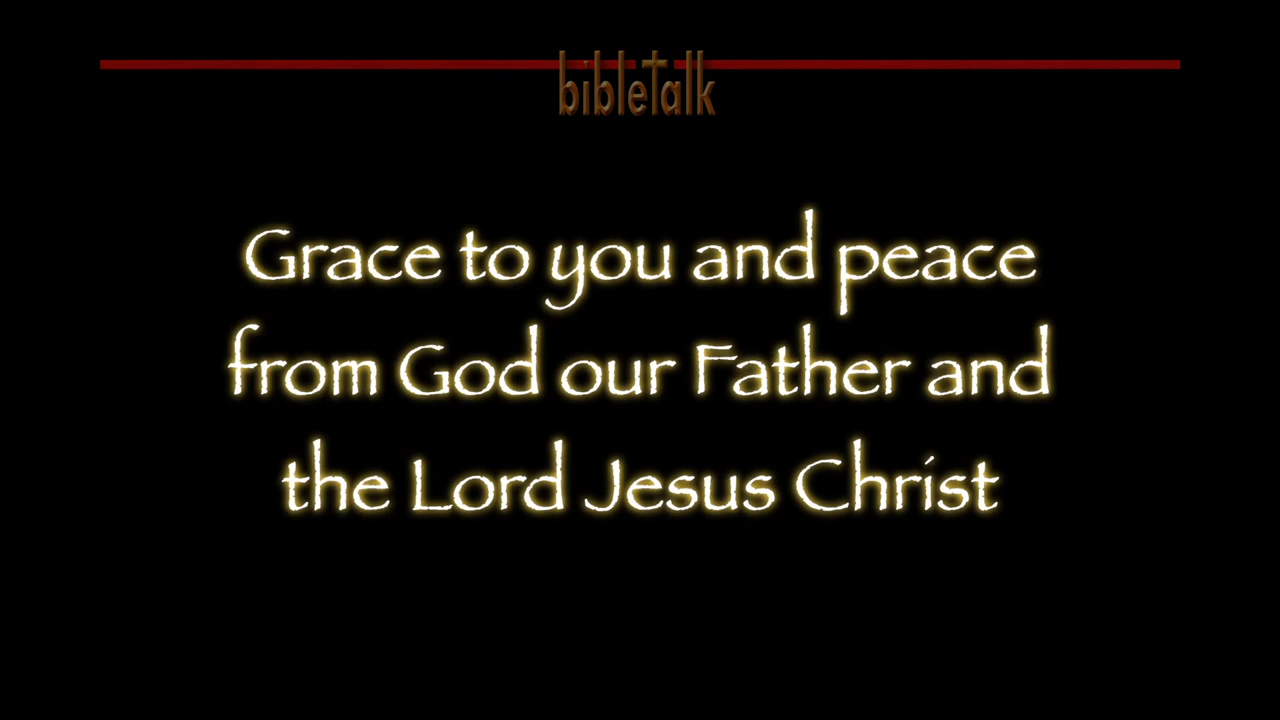 bibleTalk
Grace to you and peace
from God our Father and
the Lord Jesus Christ